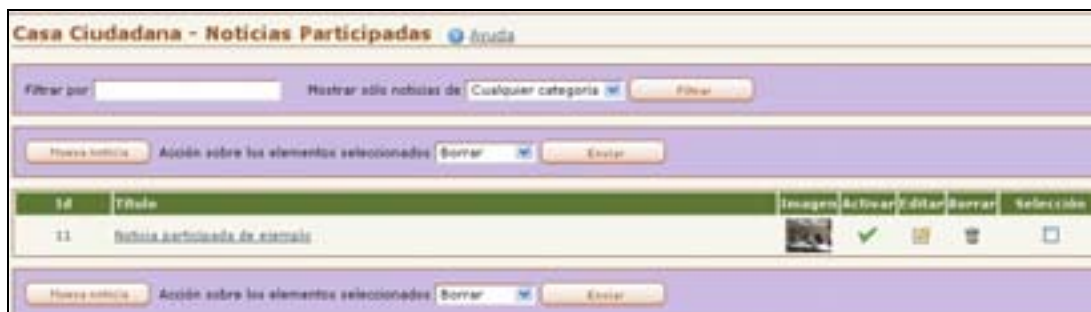 Casa Ciudadana - Noticias Participadas Ayuda
Filtrar por Mostrar sólo noticias de Cualquier categoria Filtrar
Nueva noticia Acción sobre los elementos seleccionados Borrar Enviar
Id Título Imagen Activar Editar Borrar Selección
11 Noticia participada de ejemplo
Nueva noticia Acción sobre los elementos seleccionados Borrar Enviar